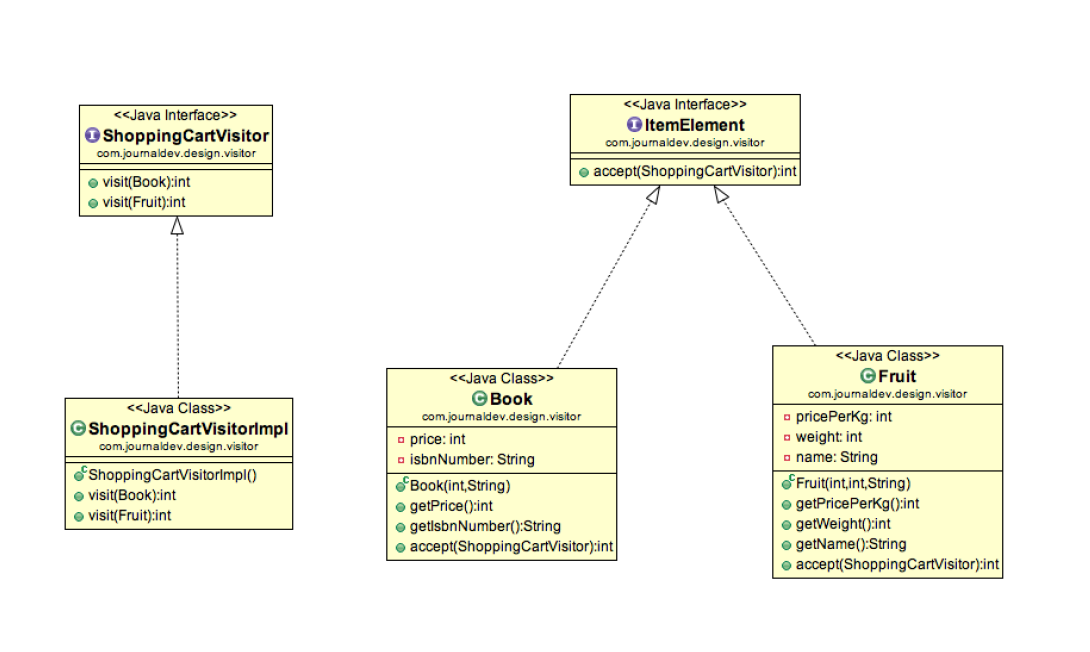 <<Java Interface>>
ShoppingCartVisitor
com.journaldev.design.visitor
visit(Book):int
visit(Fruit):int
<<Java Interface>>
ItemElement
com.journaldev.design.visitor
accept(ShoppingCartVisitor):int
<<Java Class>>
ShoppingCartVisitorImpl
com.journaldev.design.visitor
ShoppingCartVisitorImpl()
visit(Book):int
visit(Fruit):int
<<Java Class>>
Book
com.journaldev.design.visitor
price: int
isbnNumber: String
Book(int,String)
getPrice():int
getIsbnNumber():String
accept(ShoppingCartVisitor):int
<<Java Class>>
Fruit
com.journaldev.design.visitor
pricePerKg: int
weight: int
name: String
Fruit(int,int,String)
getPricePerKg():int
getWeight():int
getName():String
accept(ShoppingCartVisitor):int